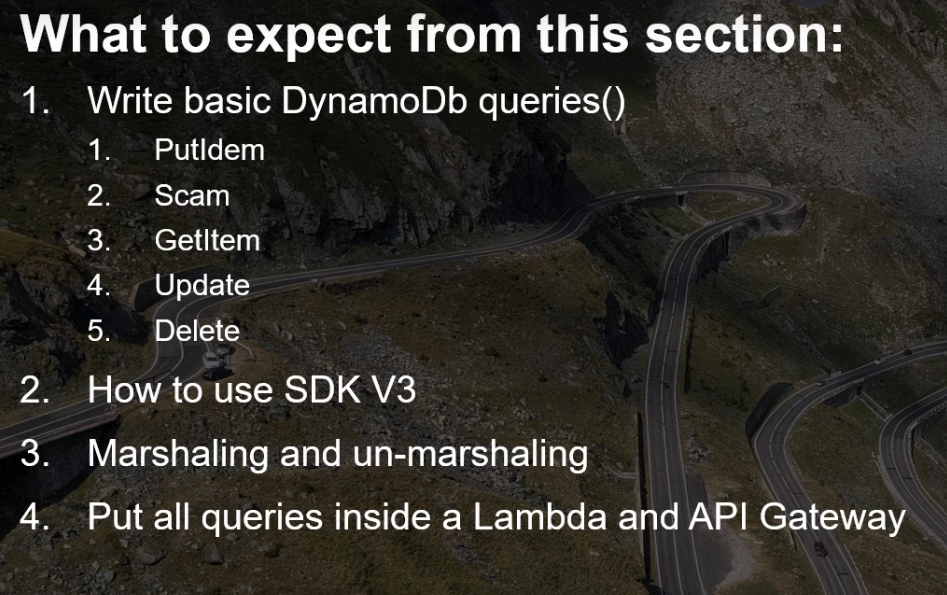 What to expect from this section:
1. Write basic DynamoDb queries()
1. PutIdem
2. Scam
3. GetItem
4. Update
5. Delete
2. How to use SDK V3
3. Marshaling and un-marshaling
4. Put all queries inside a Lambda and API Gateway